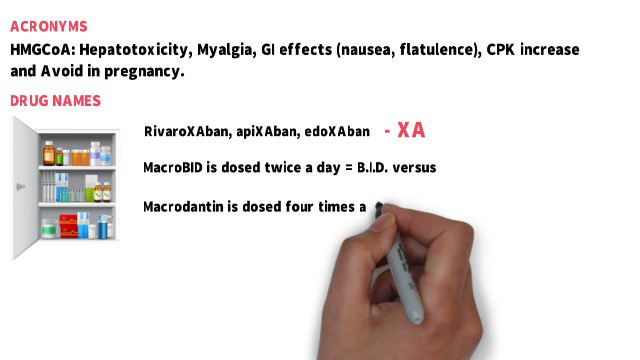 ACRONYMS
HMGCoA: Hepatotoxicity, Myalgia, GI effects (nausea, flatulence), CPK increase
and Avoid in pregnancy.
DRUG NAMES
RivaroXAban, apiXAban, edoXAban - XA
MacroBID is dosed twice a day = B.I.D. versus
Macrodantin is dosed four times a